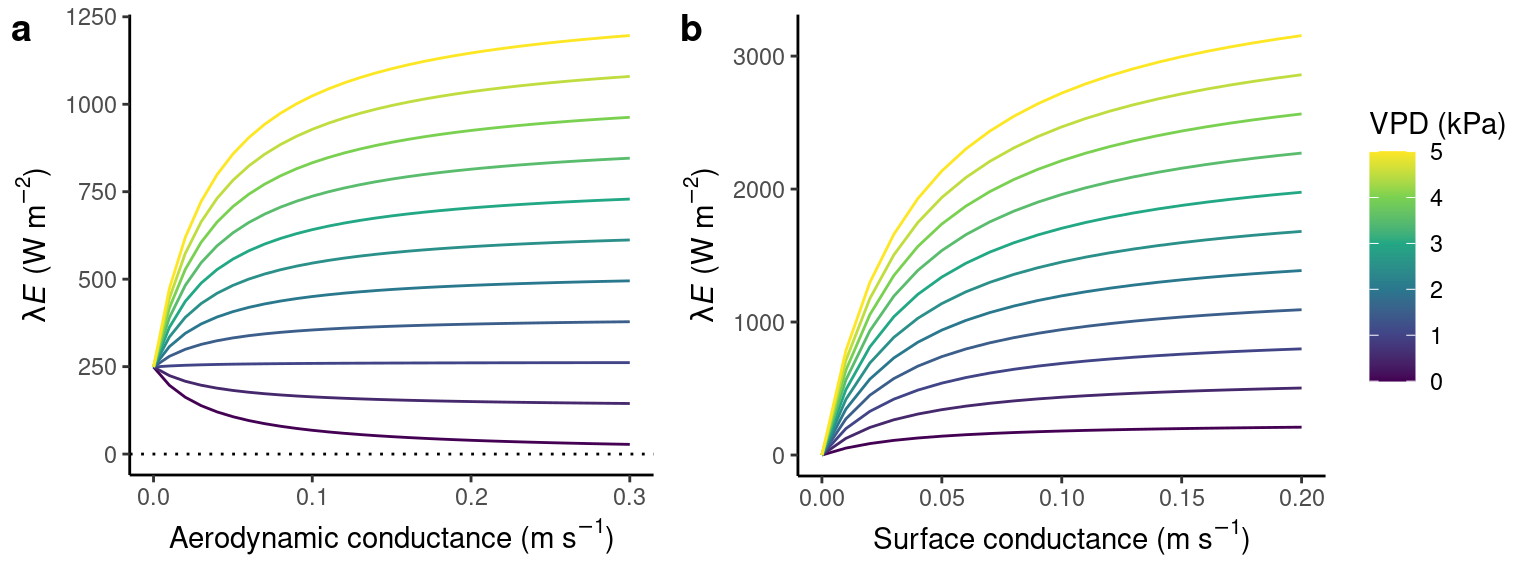 a
1250
1000
750
500
250
0
λE (W m⁻²)
0.0 0.1 0.2 0.3
Aerodynamic conductance (m s⁻¹)
b
3000
2000
1000
0
λE (W m⁻²)
0.00 0.05 0.10 0.15 0.20
Surface conductance (m s⁻¹)
VPD (kPa)
5
4
3
2
1
0